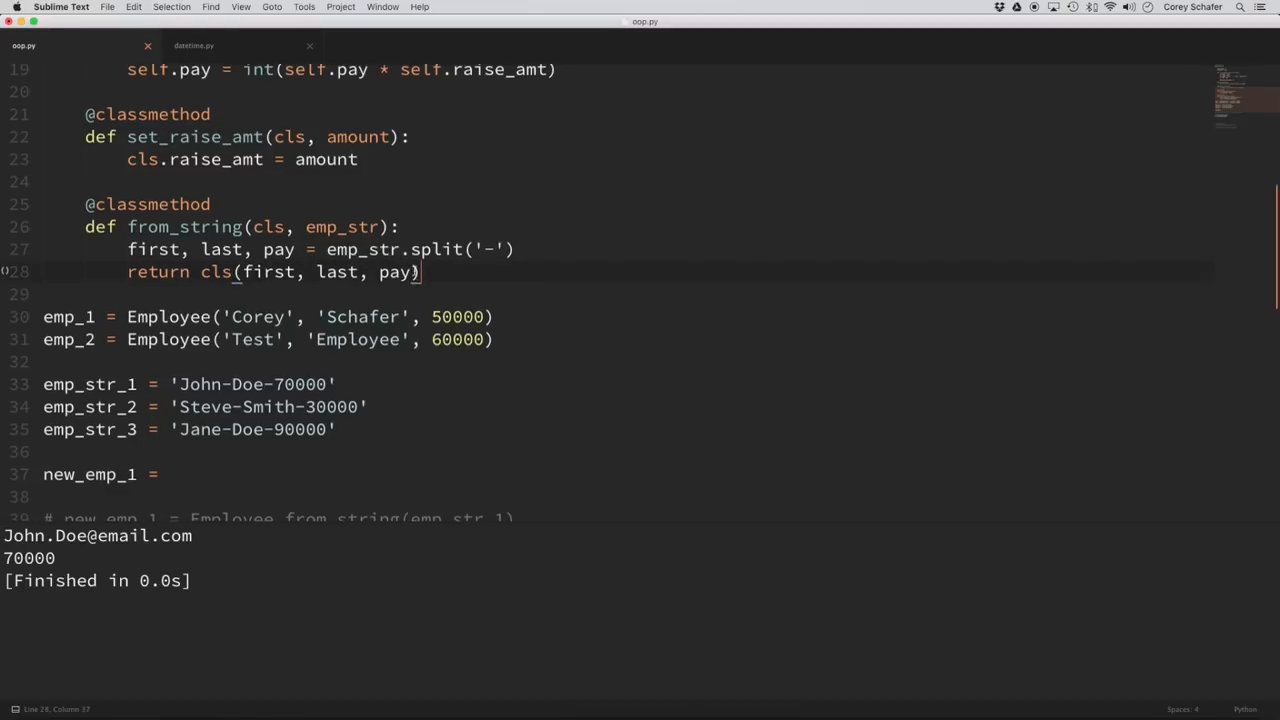 Sublime Text File Edit Selection Find View Goto Tools Project Window Help Corey Schafer
oop.py
oop.py datetime.py
19 self.pay = int(self.pay * self.raise_amt)
20
21 @classmethod
22 def set_raise_amt(cls, amount):
23 cls.raise_amt = amount
24
25 @classmethod
26 def from_string(cls, emp_str):
27 first, last, pay = emp_str.split('-')
28 return cls(first, last, pay)
29
30 emp_1 = Employee('Corey', 'Schafer', 50000)
31 emp_2 = Employee('Test', 'Employee', 60000)
32
33 emp_str_1 = 'John-Doe-70000'
34 emp_str_2 = 'Steve-Smith-30000'
35 emp_str_3 = 'Jane-Doe-90000'
36
37 new_emp_1 =
38
39 # new_emp_1 = Employee.from_string(emp_str_1)
John.Doe@email.com
70000
[Finished in 0.0s]
Line 28, Column 37 Spaces: 4 Python